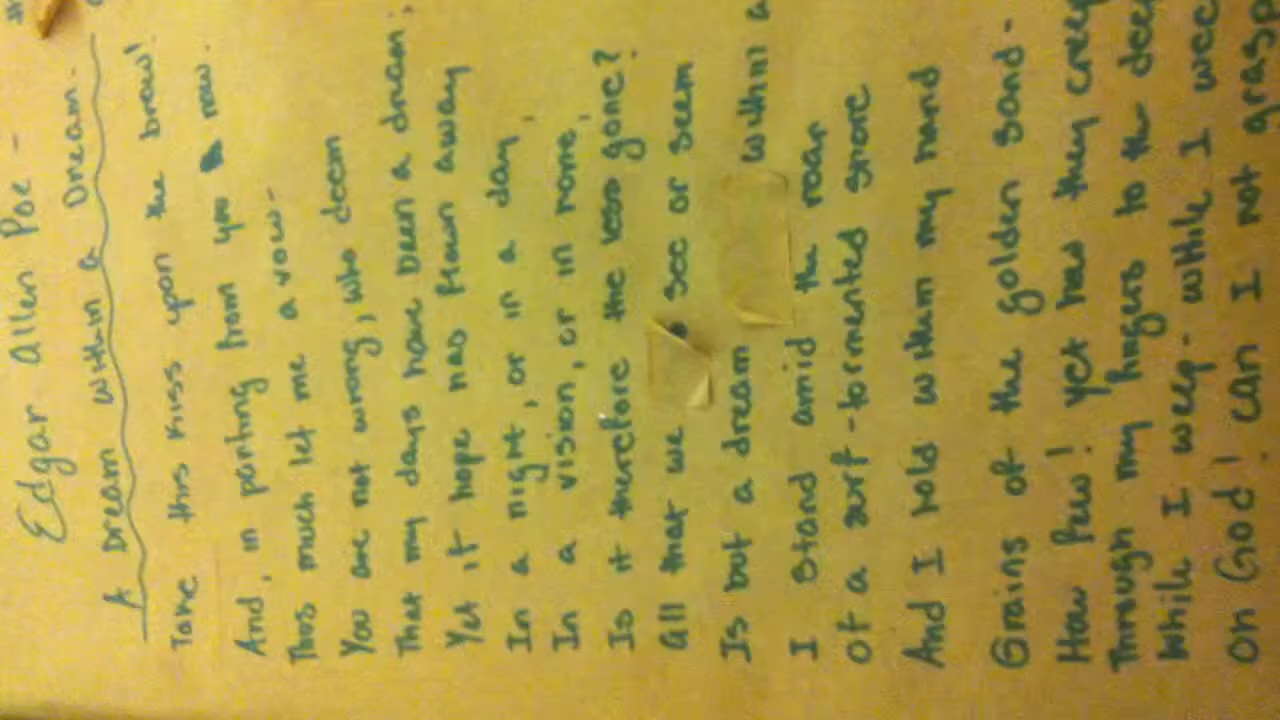 Edgar Allen Poe -
A Dream within a Dream.
Take this kiss upon the brow!
And, in parting from you now.
Thus much let me a vow-
You are not wrong, who deem
That my days have been a dream;
Yet if hope has flown away
In a night, or in a day,
In a vision, or in none,
Is it therefore the less gone?
All that we see or seem
Is but a dream within a
I stand amid the roar
Of a surf-tormented shore
And I hold within my hand
Grains of the golden sand-
How few! yet how they creep
Through my fingers to the deep
While I weep- while I weep
Oh God! can I not grasp